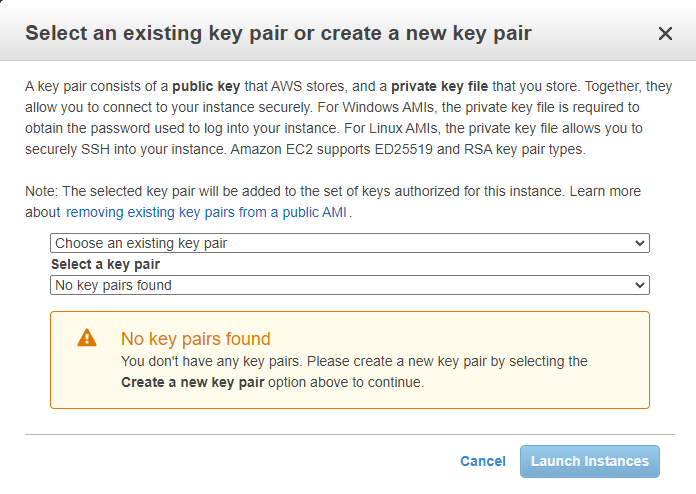 Select an existing key pair or create a new key pair
A key pair consists of a public key that AWS stores, and a private key file that you store. Together, they
allow you to connect to your instance securely. For Windows AMIs, the private key file is required to
obtain the password used to log into your instance. For Linux AMIs, the private key file allows you to
securely SSH into your instance. Amazon EC2 supports ED25519 and RSA key pair types.
Note: The selected key pair will be added to the set of keys authorized for this instance. Learn more
about removing existing key pairs from a public AMI .
Choose an existing key pair
Select a key pair
No key pairs found
No key pairs found
You don't have any key pairs. Please create a new key pair by selecting the
Create a new key pair option above to continue.
Cancel Launch Instances